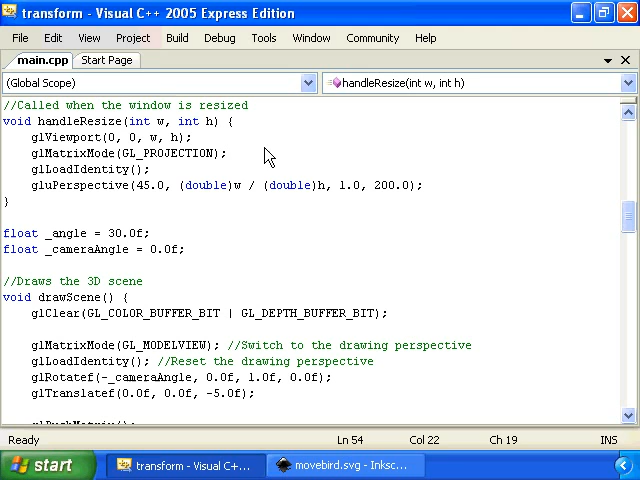 transform - Visual C++ 2005 Express Edition
File Edit View Project Build Debug Tools Window Community Help
main.cpp Start Page
(Global Scope) handleResize(int w, int h)
//Called when the window is resized
void handleResize(int w, int h) {
    glViewport(0, 0, w, h);
    glMatrixMode(GL_PROJECTION);
    glLoadIdentity();
    gluPerspective(45.0, (double)w / (double)h, 1.0, 200.0);
}
float _angle = 30.0f;
float _cameraAngle = 0.0f;
//Draws the 3D scene
void drawScene() {
    glClear(GL_COLOR_BUFFER_BIT | GL_DEPTH_BUFFER_BIT);
    glMatrixMode(GL_MODELVIEW); //Switch to the drawing perspective
    glLoadIdentity(); //Reset the drawing perspective
    glRotatef(-_cameraAngle, 0.0f, 1.0f, 0.0f);
    glTranslatef(0.0f, 0.0f, -5.0f);
    glPushMatrix();
Ready Ln 54 Col 22 Ch 19 INS
start transform - Visual C+... movebird.svg - Inksc...